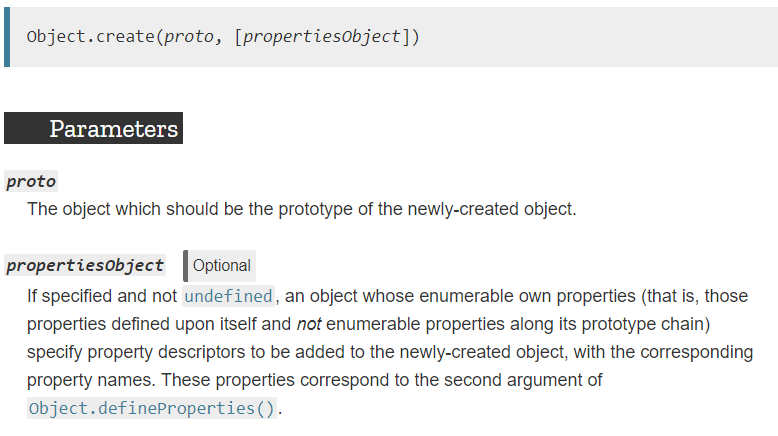 Object.create(proto, [propertiesObject])
Parameters
proto
The object which should be the prototype of the newly-created object.
propertiesObject Optional
If specified and not undefined, an object whose enumerable own properties (that is, those
properties defined upon itself and not enumerable properties along its prototype chain)
specify property descriptors to be added to the newly-created object, with the corresponding
property names. These properties correspond to the second argument of
Object.defineProperties().